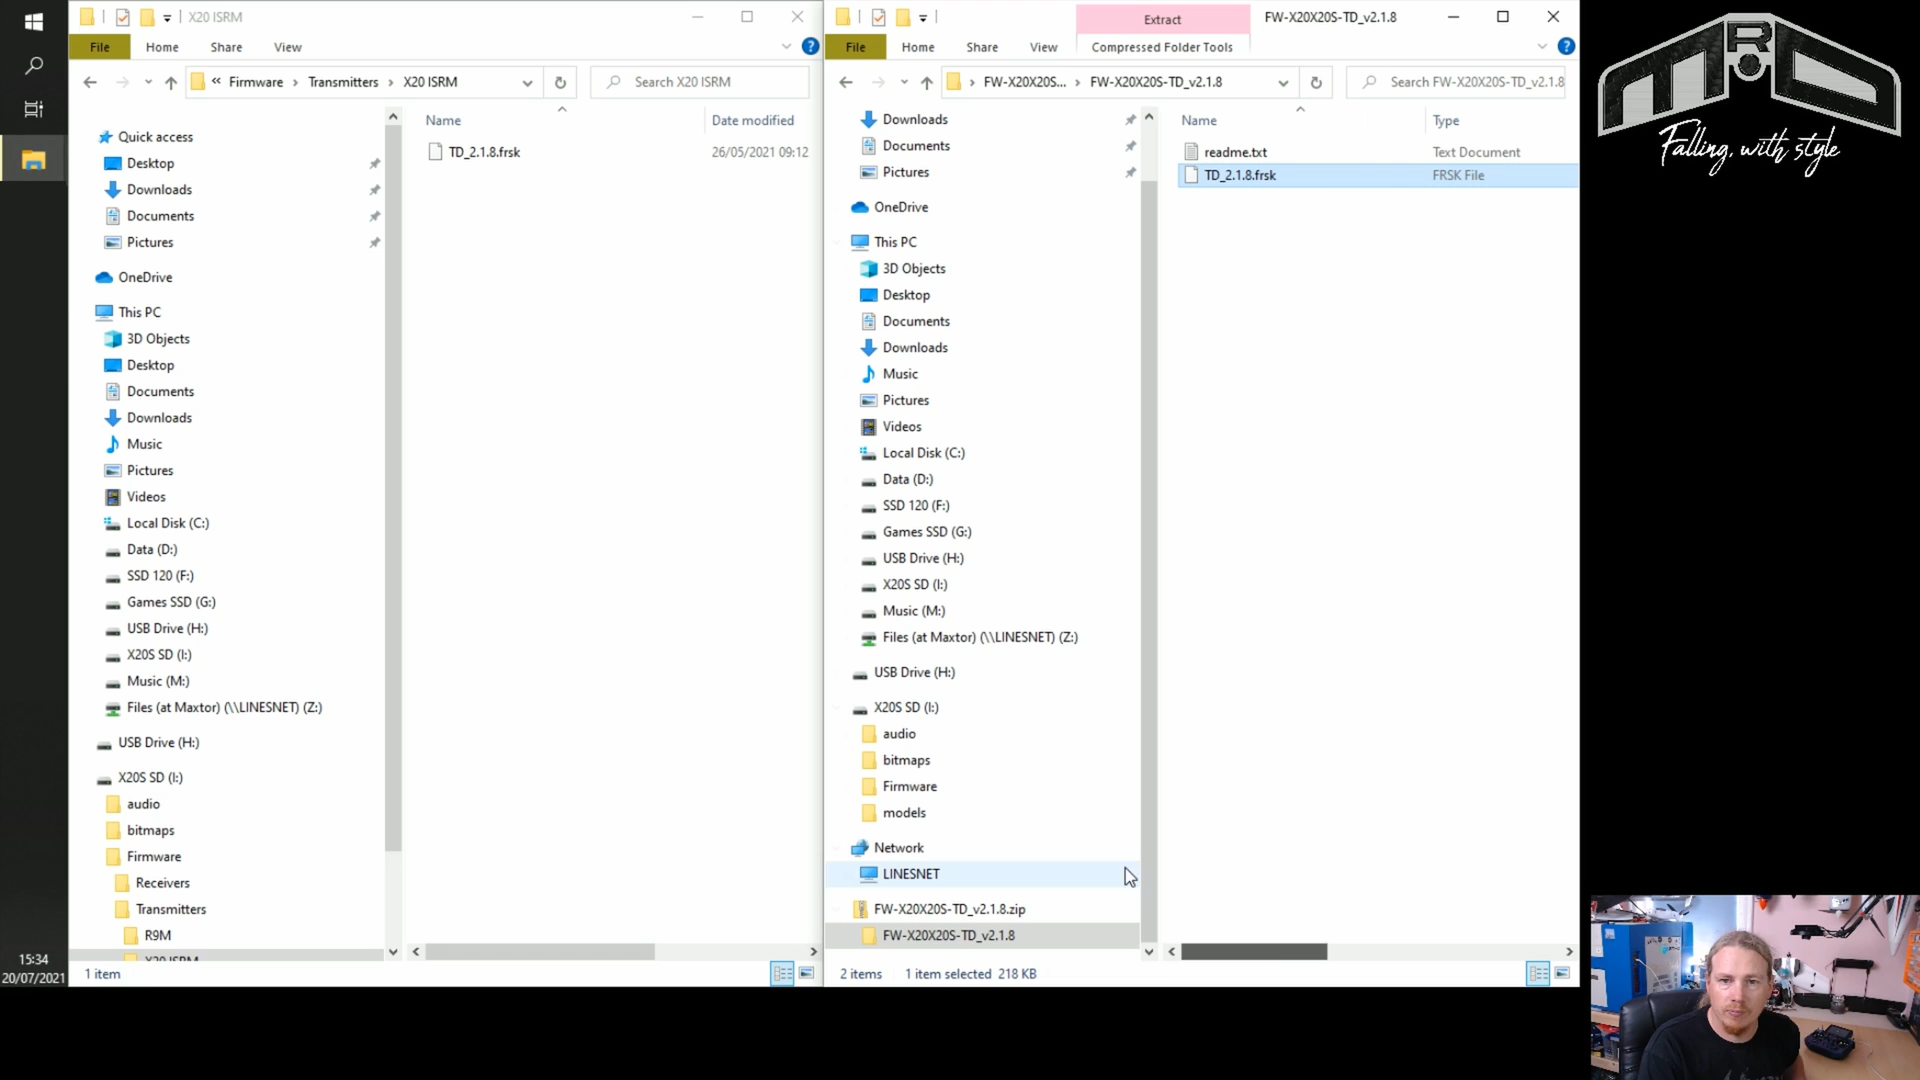 X20 ISRM
File Home Share View
« Firmware › Transmitters › X20 ISRM
Search X20 ISRM
Quick access
Desktop
Downloads
Documents
Pictures
OneDrive
This PC
3D Objects
Desktop
Documents
Downloads
Music
Pictures
Videos
Local Disk (C:)
Data (D:)
SSD 120 (F:)
Games SSD (G:)
USB Drive (H:)
X20S SD (I:)
Music (M:)
Files (at Maxtor) (\\LINESNET) (Z:)
USB Drive (H:)
X20S SD (I:)
audio
bitmaps
Firmware
Receivers
Transmitters
R9M
X20 ISRM
Name Date modified
TD_2.1.8.frsk 26/05/2021 09:12
1 item
Extract FW-X20X20S-TD_v2.1.8
File Home Share View Compressed Folder Tools
› FW-X20X20S... › FW-X20X20S-TD_v2.1.8
Search FW-X20X20S-TD_v2.1.8
Downloads
Documents
Pictures
OneDrive
This PC
3D Objects
Desktop
Documents
Downloads
Music
Pictures
Videos
Local Disk (C:)
Data (D:)
SSD 120 (F:)
Games SSD (G:)
USB Drive (H:)
X20S SD (I:)
Music (M:)
Files (at Maxtor) (\\LINESNET) (Z:)
USB Drive (H:)
X20S SD (I:)
audio
bitmaps
Firmware
models
Network
LINESNET
FW-X20X20S-TD_v2.1.8.zip
FW-X20X20S-TD_v2.1.8
Name Type
readme.txt Text Document
TD_2.1.8.frsk FRSK File
2 items 1 item selected 218 KB
15:34
20/07/2021
MRD
Falling, with style